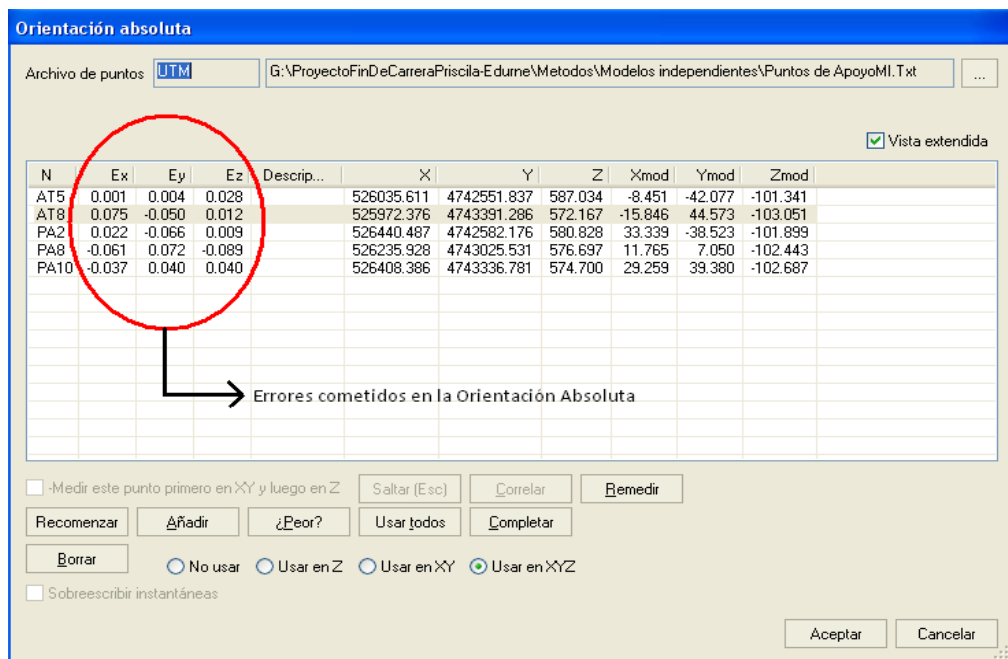 Orientación absoluta
Archivo de puntos UTM G:\ProyectoFinDeCarreraPriscila-Edurne\Metodos\Modelos independientes\Puntos de ApoyoMI.Txt ...
Vista extendida
N Ex Ey Ez Descrip... X Y Z Xmod Ymod Zmod
AT5 0.001 0.004 0.028 526035.611 4742551.837 587.034 -8.451 -42.077 -101.341
AT8 0.075 -0.050 0.012 525972.376 4743391.286 572.167 -15.846 44.573 -103.051
PA2 0.022 -0.066 0.009 526440.487 4742582.176 580.828 33.339 -38.523 -101.899
PA8 -0.061 0.072 -0.089 526235.928 4743025.531 576.697 11.765 7.050 -102.443
PA10 -0.037 0.040 0.040 526408.386 4743336.781 574.700 29.259 39.380 -102.687
Errores cometidos en la Orientación Absoluta
-Medir este punto primero en XY y luego en Z Saltar (Esc) Correlar Remedir
Recomenzar Añadir ¿Peor? Usar todos Completar
Borrar No usar Usar en Z Usar en XY Usar en XYZ
Sobreescribir instantáneas
Aceptar Cancelar